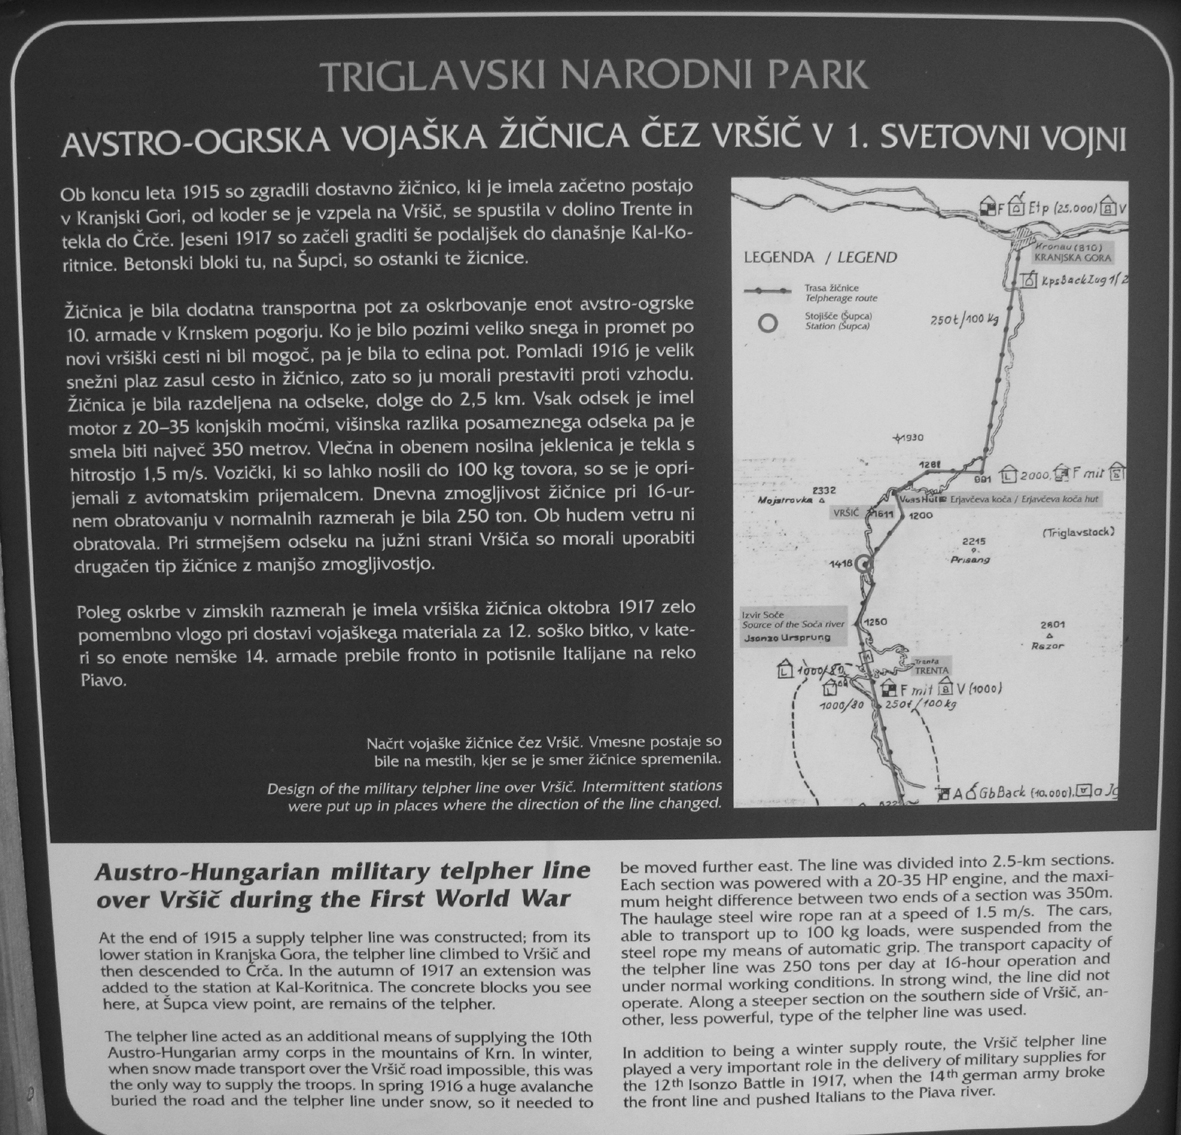 TRIGLAVSKI NARODNI PARK
AVSTRO-OGRSKA VOJAŠKA ŽIČNICA ČEZ VRŠIČ V 1. SVETOVNI VOJNI
Ob koncu leta 1915 so zgradili dostavno žičnico, ki je imela začetno postajo
v Kranjski Gori, od koder se je vzpela na Vršič, se spustila v dolino Trente in
tekla do Črče. Jeseni 1917 so začeli graditi še podaljšek do današnje Kal-Ko-
ritnice. Betonski bloki tu, na Šupci, so ostanki te žicnice.
Žičnica je bila dodatna transportna pot za oskrbovanje enot avstro-ogrske
10. armade v Krnskem pogorju. Ko je bilo pozimi veliko snega in promet po
novi vršiški cesti ni bil mogoč, pa je bila to edina pot. Pomladi 1916 je velik
snežni plaz zasul cesto in žičnico, zato so ju morali prestaviti proti vzhodu.
Žičnica je bila razdeljena na odseke, dolge do 2,5 km. Vsak odsek je imel
motor z 20–35 konjskih močmi, višinska razlika posameznega odseka pa je
smela biti največ 350 metrov. Vlečna in obenem nosilna jeklenica je tekla s
hitrostjo 1,5 m/s. Vozički, ki so lahko nosili do 100 kg tovora, so se je opri-
jemali z avtomatskim prijemalcem. Dnevna zmogljivost žičnice pri 16-ur-
nem obratovanju v normalnih razmerah je bila 250 ton. Ob hudem vetru ni
obratovala. Pri strmejšem odseku na južni strani Vršiča so morali uporabiti
drugačen tip žičnice z manjšo zmogljivostjo.
Poleg oskrbe v zimskih razmerah je imela vršiška žičnica oktobra 1917 zelo
pomembno vlogo pri dostavi vojaškega materiala za 12. soško bitko, v kate-
ri so enote nemške 14. armade prebile fronto in potisnile Italijane na reko
Piavo.
Načrt vojaške žičnice čez Vršič. Vmesne postaje so
bile na mestih, kjer se je smer žičnice spremenila.
Design of the military telpher line over Vršič. Intermittent stations
were put up in places where the direction of the line changed.
F Etp (25.000) B V
Kronau (810)
KRANJSKA GORA
LEGENDA / LEGEND
KpsBackZug 1/2
Trasa žičnice
Telpherage route
Stojišče (Šupca)
Station (Šupca)
250t/100 kg
1930
1281
991
L 2000. F mit B
2332
Mojstrovka
VossHütte Erjavčeva koča / Erjavčeva koča hut
VRŠIČ 1611
1200
(Triglavstock)
2215
Prisang
1416
Izvir Soče
Source of the Soča river
Jsonzo Ursprung
1250
2601
Razor
Trenta
TRENTA
L 1000/80
L
F mit B V (1000)
1000/80
250t/100kg
A GbBack (10.000).
Austro-Hungarian military telpher line
over Vršič during the First World War
At the end of 1915 a supply telpher line was constructed; from its
lower station in Kranjska Gora, the telpher line climbed to Vršič and
then descended to Črča. In the autumn of 1917 an extension was
added to the station at Kal-Koritnica. The concrete blocks you see
here, at Šupca view point, are remains of the telpher.
The telpher line acted as an additional means of supplying the 10th
Austro-Hungarian army corps in the mountains of Krn. In winter,
when snow made transport over the Vršič road impossible, this was
the only way to supply the troops. In spring 1916 a huge avalanche
buried the road and the telpher line under snow, so it needed to
be moved further east. The line was divided into 2.5-km sections.
Each section was powered with a 20-35 HP engine, and the maxi-
mum height difference between two ends of a section was 350m.
The haulage steel wire rope ran at a speed of 1.5 m/s. The cars,
able to transport up to 100 kg loads, were suspended from the
steel rope my means of automatic grip. The transport capacity of
the telpher line was 250 tons per day at 16-hour operation and
under normal working conditions. In strong wind, the line did not
operate. Along a steeper section on the southern side of Vršič, an-
other, less powerful, type of the telpher line was used.
In addition to being a winter supply route, the Vršič telpher line
played a very important role in the delivery of military supplies for
the 12th Isonzo Battle in 1917, when the 14th german army broke
the front line and pushed Italians to the Piava river.